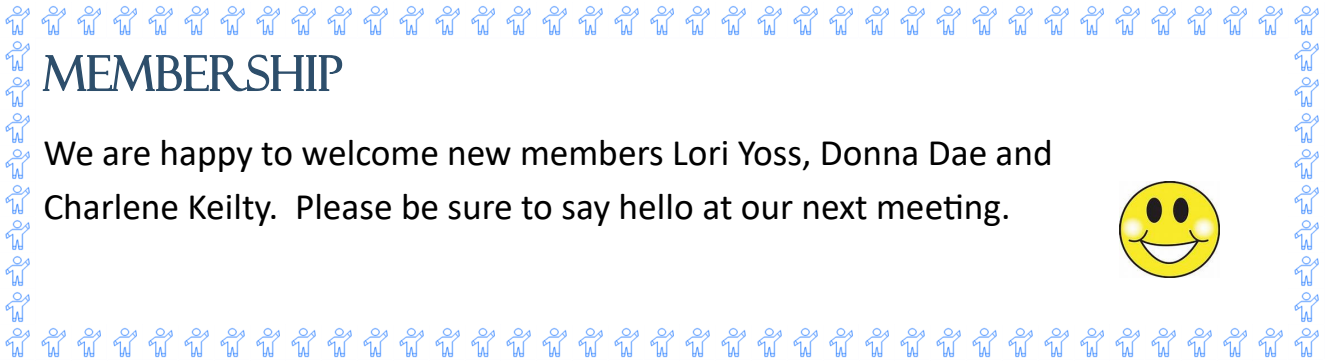 MEMBERSHIP
We are happy to welcome new members Lori Yoss, Donna Dae and
Charlene Keilty.  Please be sure to say hello at our next meeting.